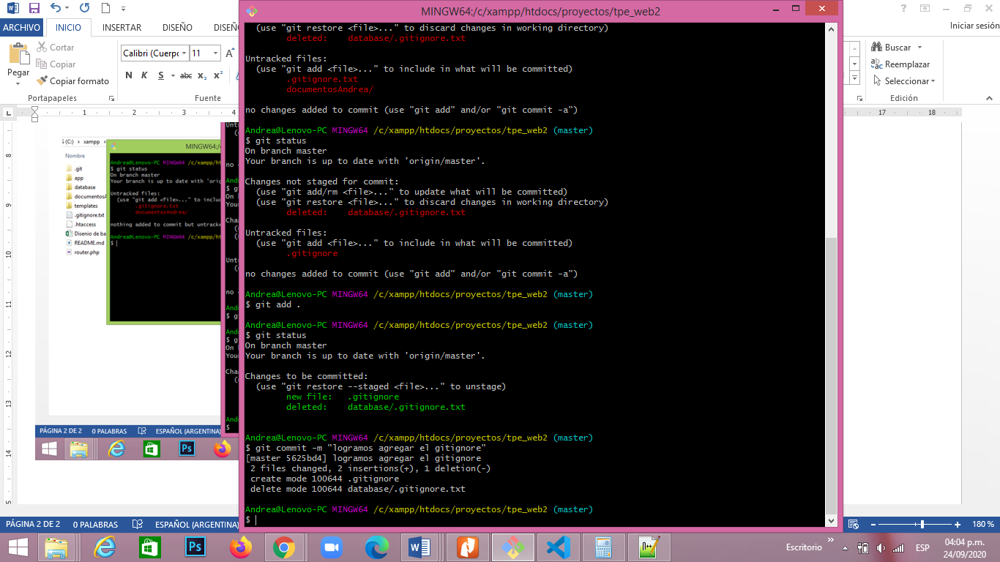 MINGW64:/c/xampp/htdocs/proyectos/tpe_web2
Iniciar sesión
ARCHIVO INICIO INSERTAR DISEÑO
Cortar
Copiar
Copiar formato
Pegar
Portapapeles
Calibri (Cuerpo 11
N K S abc x₂ x²
Fuente
Buscar
Reemplazar
Seleccionar
Edición
1 2 3 4 17 18
8
9
10
11
12
13
14
(C:) xampp
Nombre
.git
app
database
templates
.gitignore.txt
.htaccess
README.md
router.php
MINGW64:/
Andrea@Lenovo-PC MINGW64
$ git status
On branch master
Your branch is up to date with
Untracked files:
(use "git add <file>..." to
.gitignore.txt
documentosAndrea/
nothing added to commit but
Andrea@Lenovo-PC MINGW64
$
PÁGINA 2 DE 2 0 PALABRAS ESPAÑOL (ARGENTINA)
(use "git restore <file>..." to discard changes in working directory)
deleted: database/.gitignore.txt
Untracked files:
(use "git add <file>..." to include in what will be committed)
.gitignore.txt
documentosAndrea/
no changes added to commit (use "git add" and/or "git commit -a")
Andrea@Lenovo-PC MINGW64 /c/xampp/htdocs/proyectos/tpe_web2 (master)
$ git status
On branch master
Your branch is up to date with 'origin/master'.
Changes not staged for commit:
(use "git add/rm <file>..." to update what will be committed)
(use "git restore <file>..." to discard changes in working directory)
deleted: database/.gitignore.txt
Untracked files:
(use "git add <file>..." to include in what will be committed)
.gitignore
no changes added to commit (use "git add" and/or "git commit -a")
Andrea@Lenovo-PC MINGW64 /c/xampp/htdocs/proyectos/tpe_web2 (master)
$ git add .
Andrea@Lenovo-PC MINGW64 /c/xampp/htdocs/proyectos/tpe_web2 (master)
$ git status
On branch master
Your branch is up to date with 'origin/master'.
Changes to be committed:
(use "git restore --staged <file>..." to unstage)
new file: .gitignore
deleted: database/.gitignore.txt
Andrea@Lenovo-PC MINGW64 /c/xampp/htdocs/proyectos/tpe_web2 (master)
$ git commit -m "logramos agregar el gitignore"
[master 5625bd4] logramos agregar el gitignore
2 files changed, 2 insertions(+), 1 deletion(-)
create mode 100644 .gitignore
delete mode 100644 database/.gitignore.txt
Andrea@Lenovo-PC MINGW64 /c/xampp/htdocs/proyectos/tpe_web2 (master)
$
PÁGINA 2 DE 2 0 PALABRAS ESPAÑOL (ARGENTINA)
180 %
Escritorio
ESP
04:04 p.m.
24/09/2020